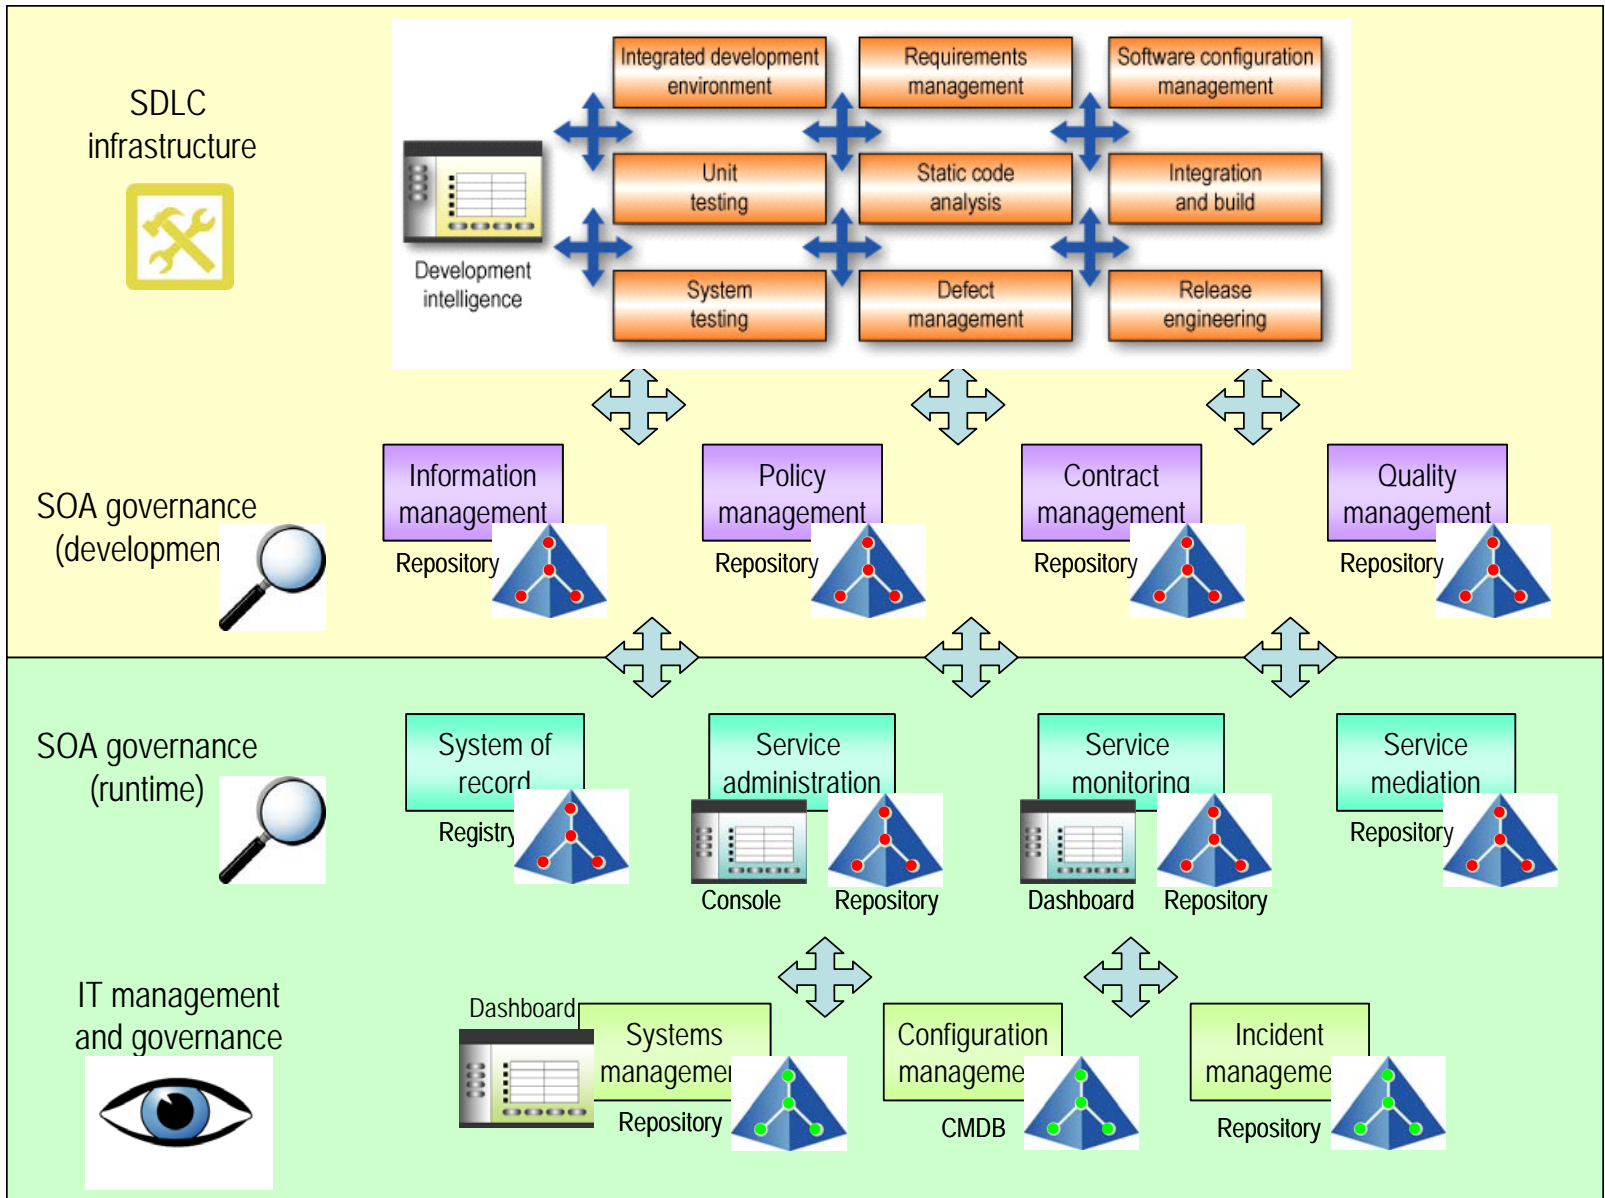 SDLC
infrastructure
Integrated development
environment
Requirements
management
Software configuration
management
Unit
testing
Static code
analysis
Integration
and build
Development
intelligence
System
testing
Defect
management
Release
engineering
SOA governance
(developmen
Information
management
Repository
Policy
management
Repository
Contract
management
Repository
Quality
management
Repository
SOA governance
(runtime)
System of
record
Registry
Service
administration
Console
Repository
Service
monitoring
Dashboard
Repository
Service
mediation
Repository
IT management
and governance
Dashboard
Systems
managemen
Repository
Configuration
manageme
CMDB
Incident
manageme
Repository